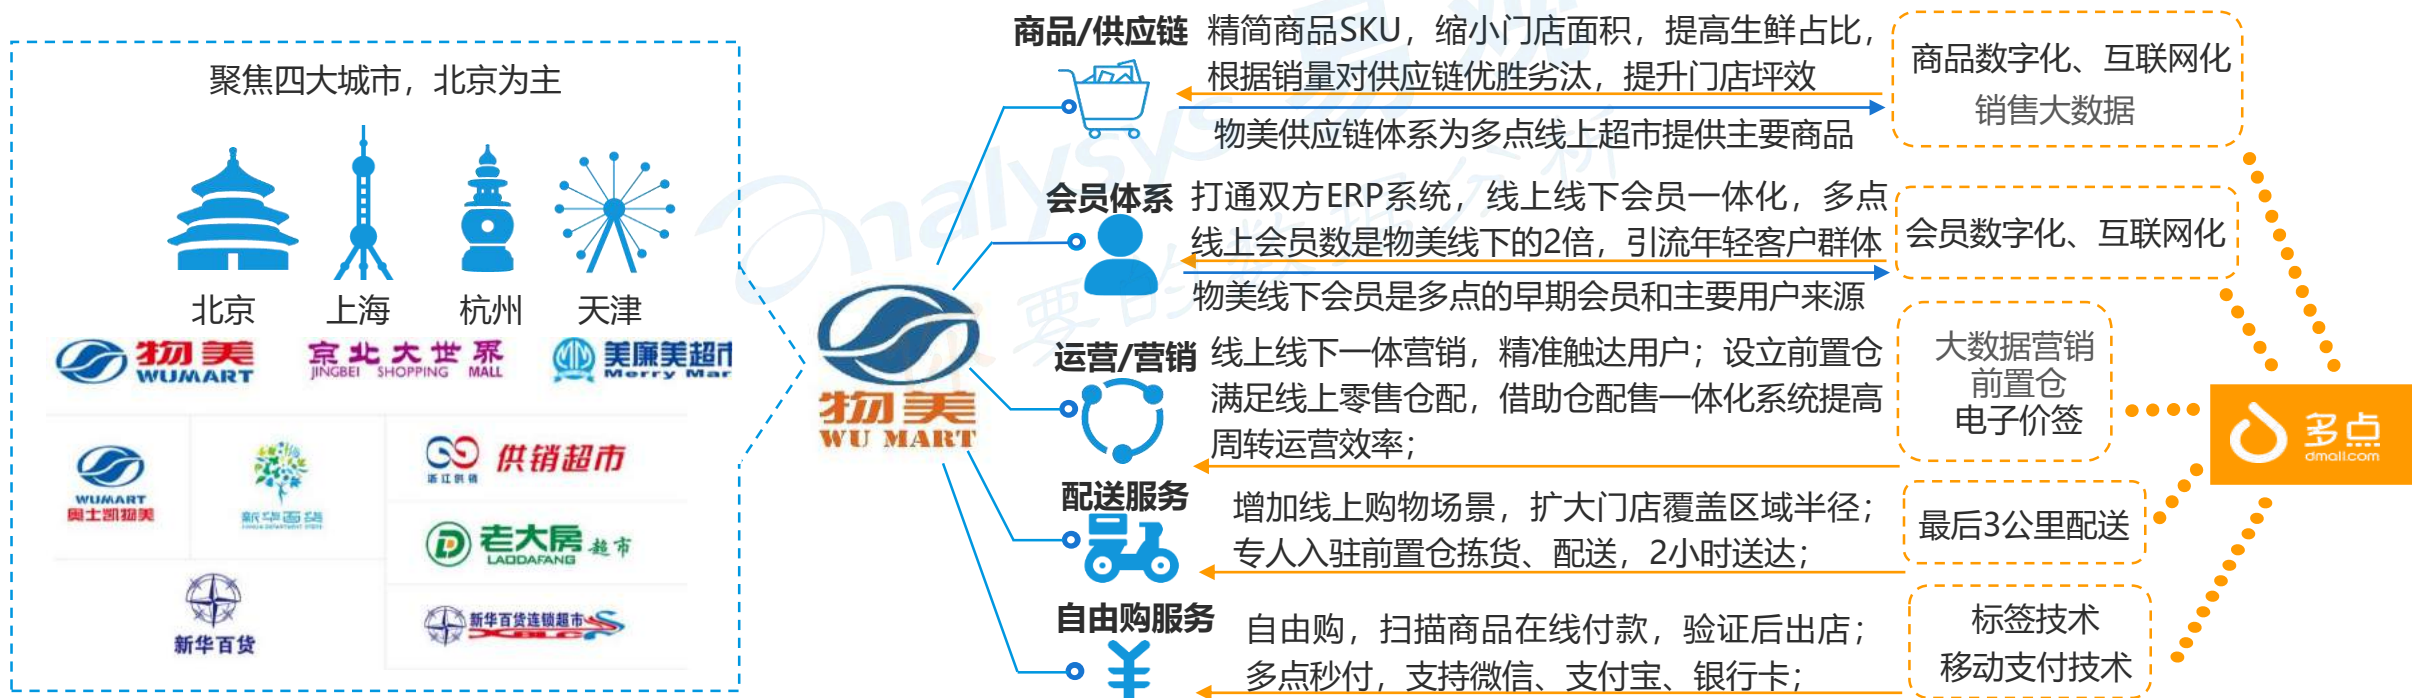 聚焦四大城市，北京为主
北京
上海
杭州
天津
物美
WUMART
京北大世界
JINGBEI SHOPPING MALL
美廉美超市
Merry Mar
WUMART
奥士凯物美
新华百货
浙江供销
供销超市
老大房超市
LAODAFANG
新华百货
新华百货连锁超市
物美
WU MART
商品/供应链
精简商品SKU，缩小门店面积，提高生鲜占比，
根据销量对供应链优胜劣汰，提升门店坪效
物美供应链体系为多点线上超市提供主要商品
商品数字化、互联网化
销售大数据
会员体系
打通双方ERP系统，线上线下会员一体化，多点
线上会员数是物美线下的2倍，引流年轻客户群体
物美线下会员是多点的早期会员和主要用户来源
会员数字化、互联网化
运营/营销
线上线下一体营销，精准触达用户；设立前置仓
满足线上零售仓配，借助仓配售一体化系统提高
周转运营效率；
大数据营销
前置仓
电子价签
配送服务
增加线上购物场景，扩大门店覆盖区域半径；
专人入驻前置仓拣货、配送，2小时送达；
最后3公里配送
自由购服务
自由购，扫描商品在线付款，验证后出店；
多点秒付，支持微信、支付宝、银行卡；
标签技术
移动支付技术
多点
dmall.com